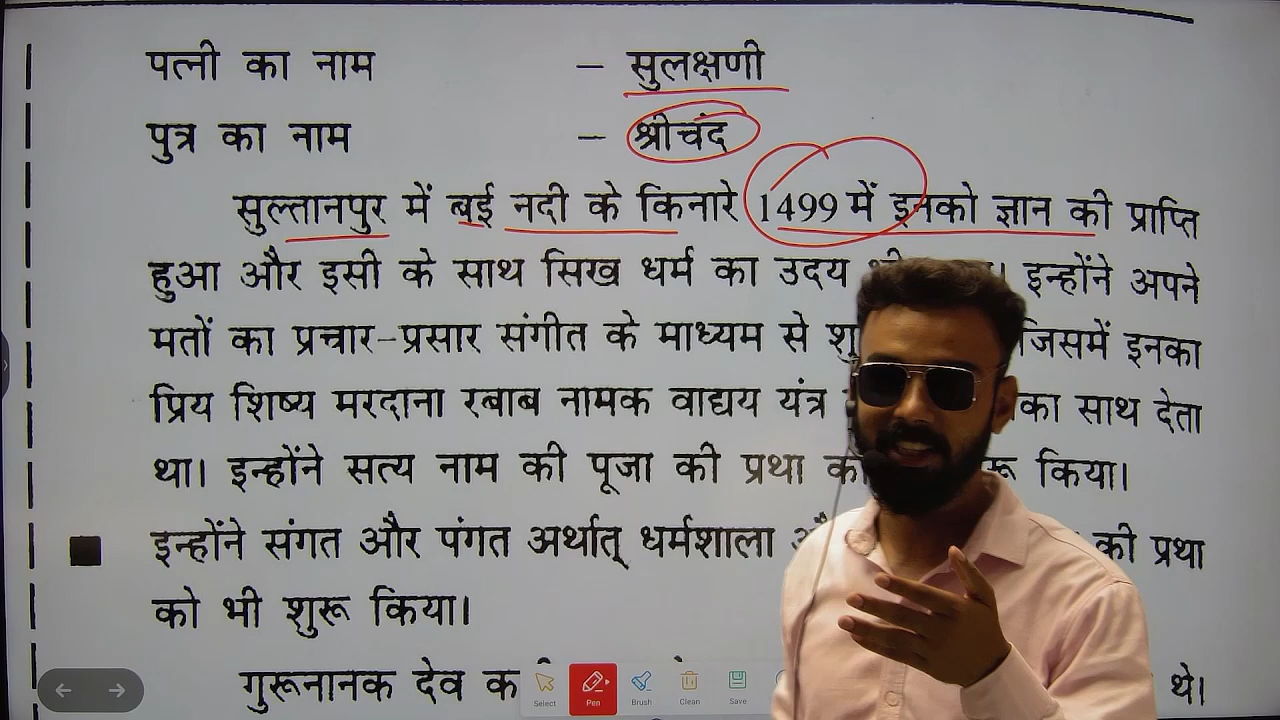 पत्नी का नाम – सुलक्षणी
पुत्र का नाम – श्रीचंद
सुल्तानपुर में बुई नदी के किनारे 1499 में इनको ज्ञान की प्राप्ति
हुआ और इसी के साथ सिख धर्म का उदय इन्होंने अपने
मतों का प्रचार-प्रसार संगीत के माध्यम से जिसमें इनका
प्रिय शिष्य मरदाना रबाब नामक वाद्यय यंत्र साथ देता
था। इन्होंने सत्य नाम की पूजा की प्रथा किया।
■ इन्होंने संगत और पंगत अर्थात् धर्मशाला की प्रथा
को भी शुरू किया।
गुरूनानक देव थे।
Select Pen Brush Clean Save